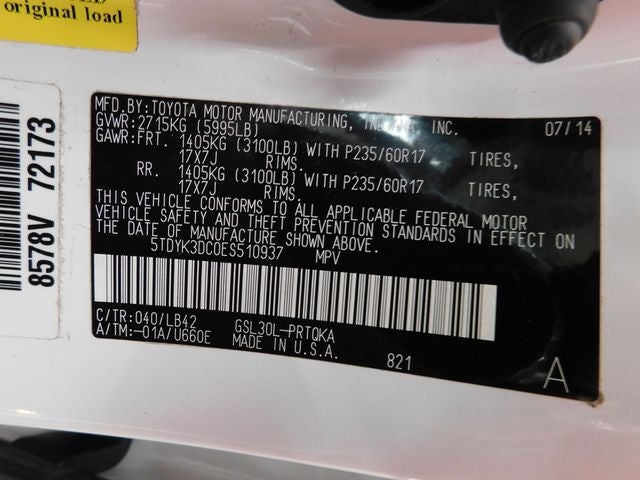 original load
8578V 72173
MFD.BY:TOYOTA MOTOR MANUFACTURING, INC. 07/14
GVWR:2715KG (5995LB)
GAWR:FRT. 1405KG (3100LB) WITH P235/60R17 TIRES,
17X7J RIMS.
RR. 1405KG (3100LB) WITH P235/60R17 TIRES,
17X7J RIMS.
THIS VEHICLE CONFORMS TO ALL APPLICABLE FEDERAL MOTOR
VEHICLE SAFETY AND THEFT PREVENTION STANDARDS IN EFFECT ON
THE DATE OF MANUFACTURE SHOWN ABOVE.
5TDYK3DC0ES510937 MPV
C/TR:040/LB42 GSL30L-PRTQKA
A/TM:-01A/U660E MADE IN U.S.A.
821
A